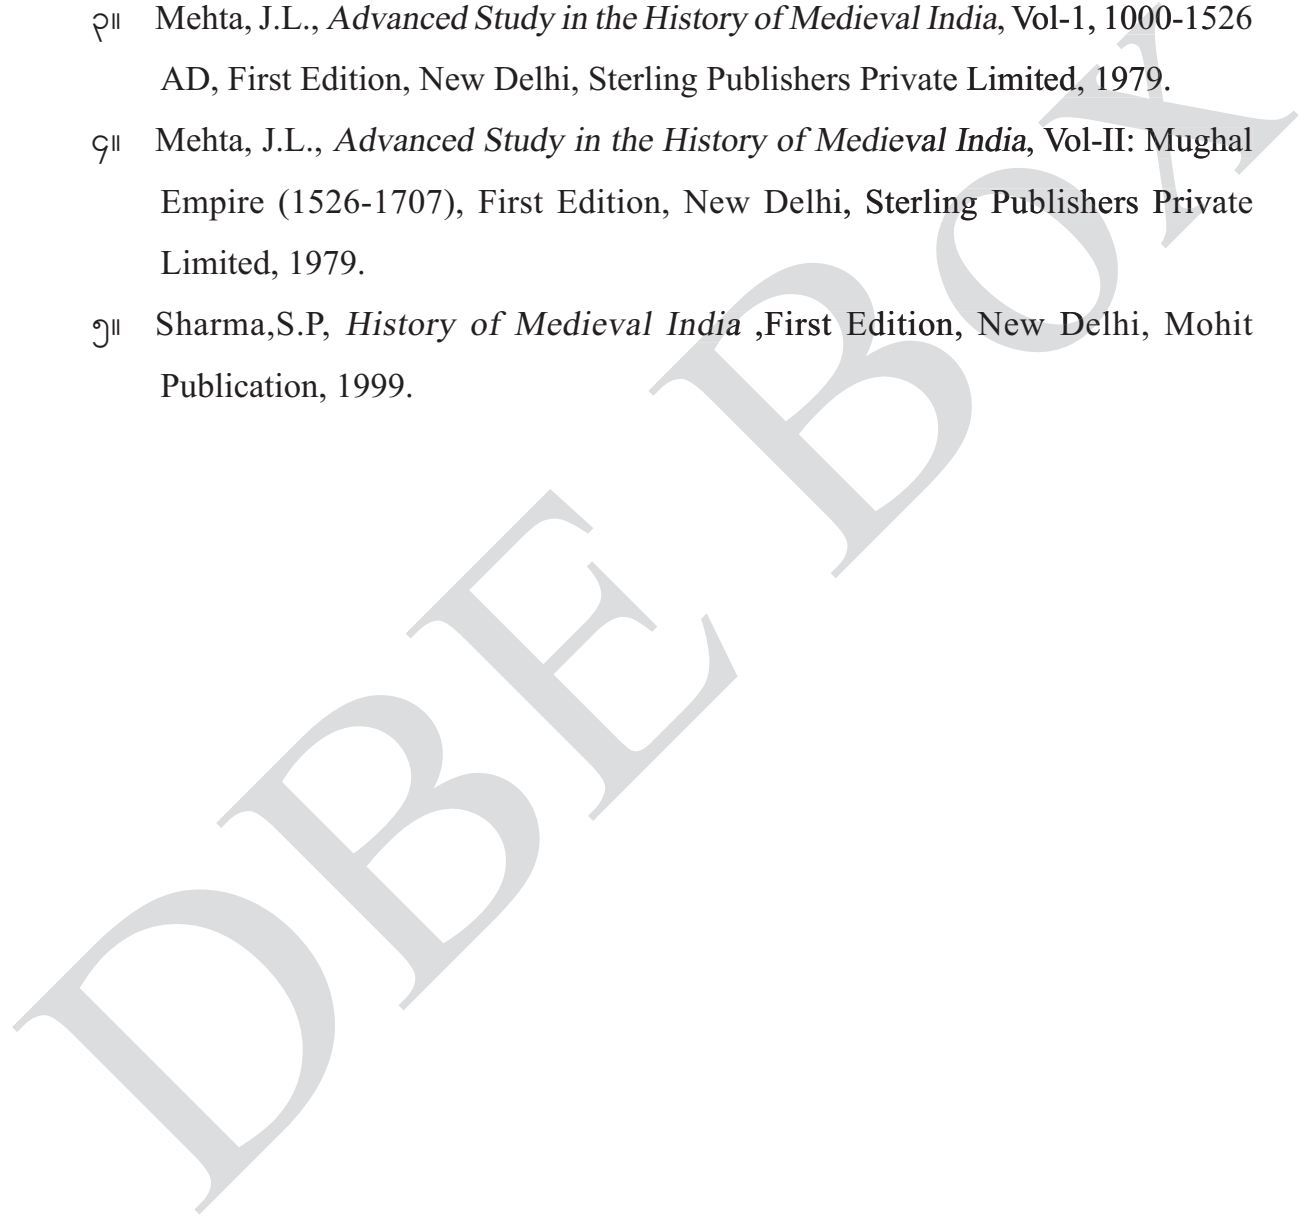 ၃။ Mehta, J.L., Advanced Study in the History of Medieval India, Vol-1, 1000-1526
AD, First Edition, New Delhi, Sterling Publishers Private Limited, 1979.
၄။ Mehta, J.L., Advanced Study in the History of Medieval India, Vol-II: Mughal
Empire (1526-1707), First Edition, New Delhi, Sterling Publishers Private
Limited, 1979.
၅။ Sharma,S.P, History of Medieval India ,First Edition, New Delhi, Mohit
Publication, 1999.
DBE Box